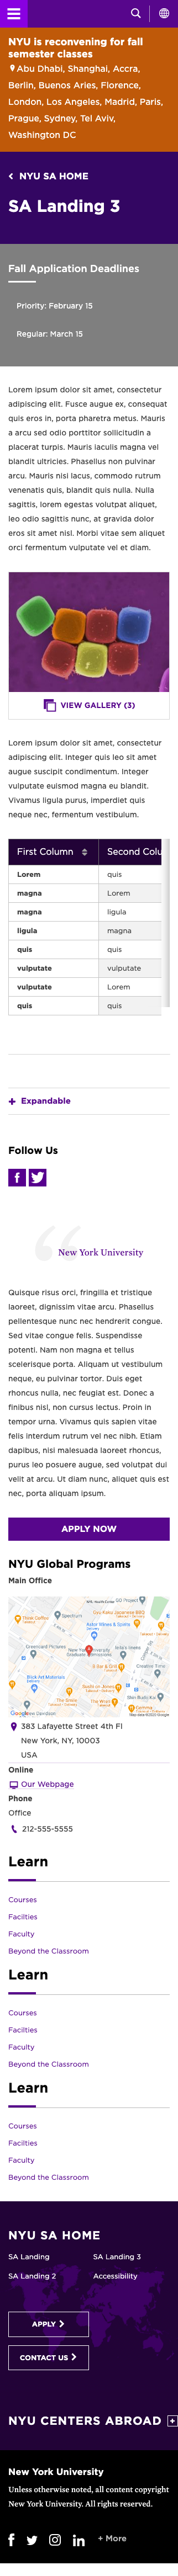 NYU is reconvening for fall
semester classes
Abu Dhabi, Shanghai, Accra,
Berlin, Buenos Aries, Florence,
London, Los Angeles, Madrid, Paris,
Prague, Sydney, Tel Aviv,
Washington DC
NYU SA HOME
SA Landing 3
Fall Application Deadlines
Priority: February 15
Regular: March 15
Lorem ipsum dolor sit amet, consectetur
adipiscing elit. Fusce augue ex, consequat
quis eros in, porta pharetra metus. Mauris
a arcu sed odio porttitor sollicitudin a
placerat turpis. Mauris iaculis magna vel
blandit ultricies. Phasellus non pulvinar
arcu. Mauris nisi lacus, commodo rutrum
venenatis quis, blandit quis nulla. Nulla
sagittis, lorem egestas volutpat aliquet,
leo odio sagittis nunc, at gravida dolor
eros sit amet nisl. Morbi vitae sem aliquet
orci fermentum vulputate vel et diam.
VIEW GALLERY (3)
Lorem ipsum dolor sit amet, consectetur
adipiscing elit. Integer quis leo sit amet
augue suscipit condimentum. Integer
vulputate euismod magna eu blandit.
Vivamus ligula purus, imperdiet quis
neque nec, fermentum vestibulum.
First Column Second Colu
Lorem quis
magna Lorem
magna ligula
ligula magna
quis quis
vulputate vulputate
vulputate Lorem
quis quis
+ Expandable
Follow Us
New York University
Quisque risus orci, fringilla et tristique
laoreet, dignissim vitae arcu. Phasellus
pellentesque nunc nec hendrerit congue.
Sed vitae congue felis. Suspendisse
potenti. Nam non magna et tellus
scelerisque porta. Aliquam ut vestibulum
neque, eu pulvinar tortor. Duis eget
rhoncus nulla, nec feugiat est. Donec a
finibus nisi, non cursus lectus. Proin in
tempor urna. Vivamus quis sapien vitae
felis interdum rutrum vel nec nibh. Etiam
dapibus, nisi malesuada laoreet rhoncus,
purus leo posuere augue, sed volutpat dui
velit at arcu. Ut diam nunc, aliquet quis est
nec, porta aliquam ipsum.
APPLY NOW
NYU Global Programs
Main Office
383 Lafayette Street 4th Fl
New York, NY, 10003
USA
Online
Our Webpage
Phone
Office
212-555-5555
Learn
Courses
Facilties
Faculty
Beyond the Classroom
Learn
Courses
Facilties
Faculty
Beyond the Classroom
Learn
Courses
Facilties
Faculty
Beyond the Classroom
NYU SA HOME
SA Landing SA Landing 3
SA Landing 2 Accessibility
APPLY
CONTACT US
NYU CENTERS ABROAD
New York University
Unless otherwise noted, all content copyright
New York University. All rights reserved.
+ More